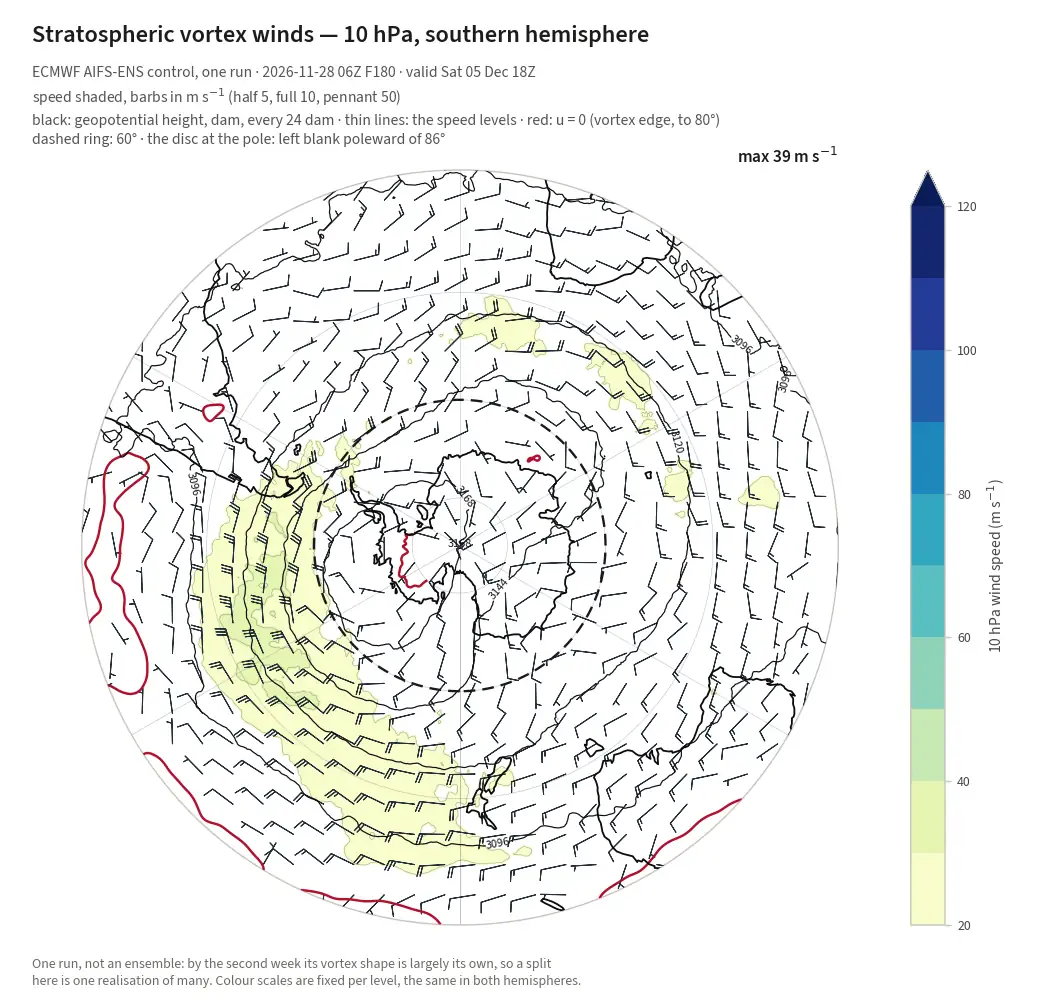 Stratospheric vortex winds — 10 hPa, southern hemisphere
ECMWF AIFS-ENS control, one run · 2026-11-28 06Z F180 · valid Sat 05 Dec 18Z
speed shaded, barbs in m s⁻¹ (half 5, full 10, pennant 50)
black: geopotential height, dam, every 24 dam · thin lines: the speed levels · red: u = 0 (vortex edge, to 80°)
dashed ring: 60° · the disc at the pole: left blank poleward of 86°
max 39 m s⁻¹
120
100
80
60
40
20
10 hPa wind speed (m s⁻¹)
3096
3096
3120
3096
3168
3144
3096
One run, not an ensemble: by the second week its vortex shape is largely its own, so a split
here is one realisation of many. Colour scales are fixed per level, the same in both hemispheres.